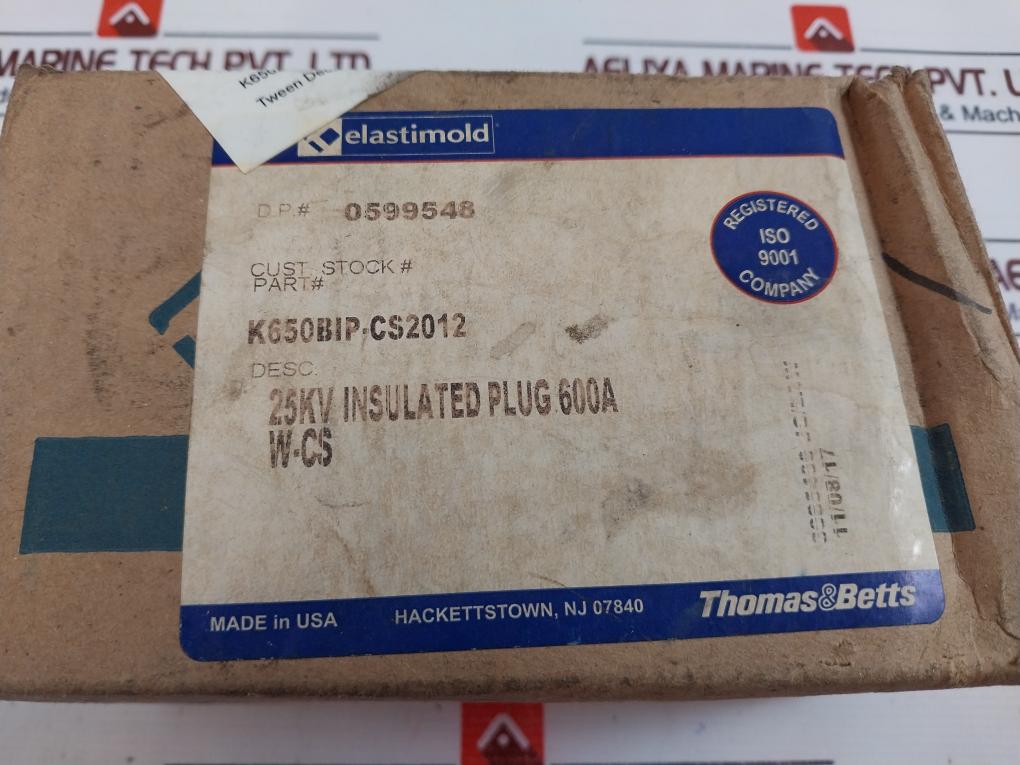 MARINE TECH PVT. LTD
AELIYA MARINE TECH PVT.
& Mach
K650
Tween Dec
elastimold
D.P.# 0599548
REGISTERED
ISO
9001
COMPANY
CUST. STOCK #
PART#
K650BIP-CS2012
DESC.
25KV INSULATED PLUG 600A
W-CS
11/08/17
MADE in USA HACKETTSTOWN, NJ 07840 Thomas&Betts